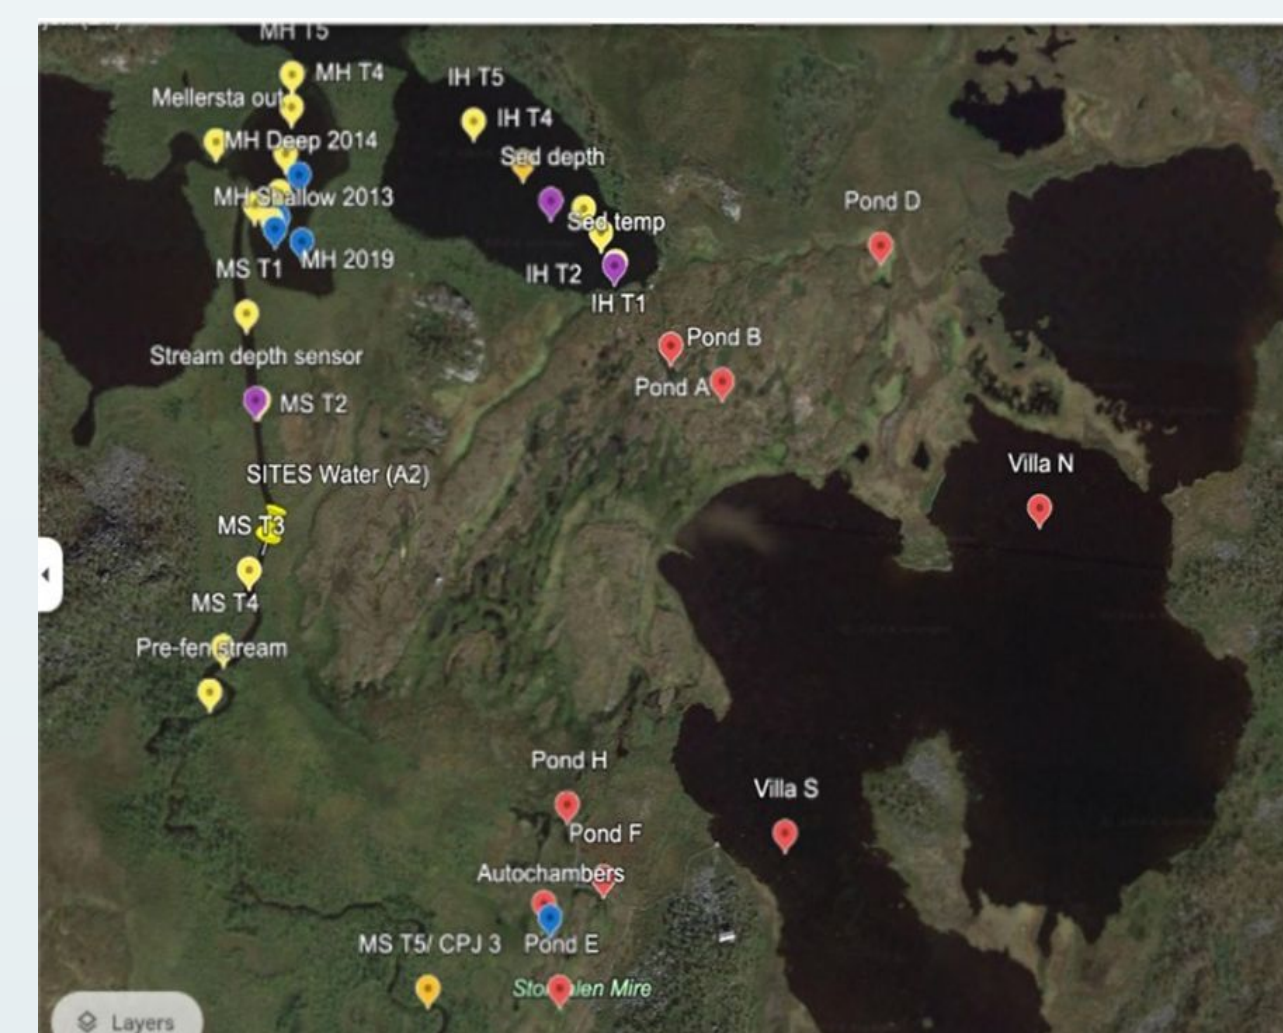 MH T5
MH T4
IH T5
Mellersta out
IH T4
MH Deep 2014
Sed depth
MH Shallow 2013
Pond D
Sed temp
MS T1
MH 2019
IH T2
IH T1
Pond B
Stream depth sensor
Pond A
MS T2
Villa N
SITES Water (A2)
MS T3
MS T4
Pre-fen stream
Pond H
Villa S
Pond F
Autochambers
MS T5/ CPJ 3
Pond E
Stordalen Mire
Layers